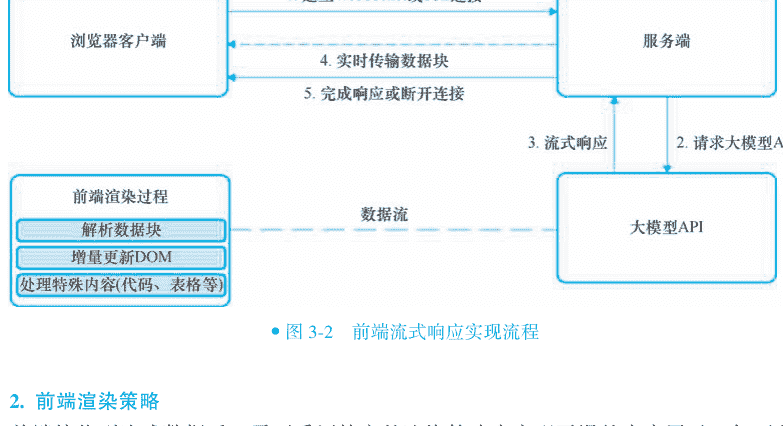 浏览器客户端
服务端
4. 实时传输数据块
5. 完成响应或断开连接
3. 流式响应
2. 请求大模型A
前端渲染过程
解析数据块
增量更新DOM
处理特殊内容(代码、表格等)
数据流
大模型API
●图 3-2 前端流式响应实现流程
2. 前端渲染策略